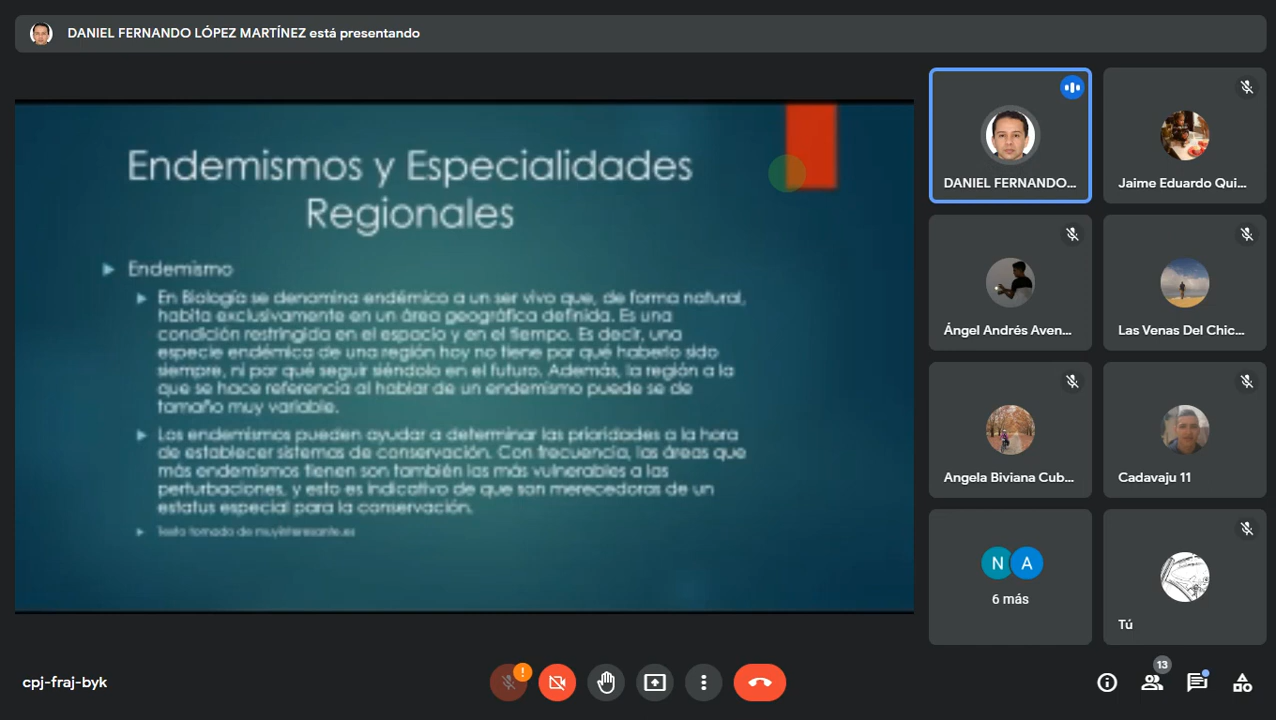 DANIEL FERNANDO LÓPEZ MARTÍNEZ está presentando
Endemismos y Especialidades
Regionales
Endemismo
En Biología se denomina endémico a un ser vivo que, de forma natural,
habita exclusivamente en un área geográfica definida. Es una
condición restringida en el espacio y en el tiempo. Es decir, una
especie endémica de una región hoy no tiene por qué haberlo sido
siempre, ni por qué seguir siéndolo en el futuro. Además, la región a la
que se hace referencia al hablar de un endemismo puede se de
tamaño muy variable.
Los endemismos pueden ayudar a determinar las prioridades a la hora
de establecer sistemas de conservación. Con frecuencia, las áreas que
más endemismos tienen son también las más vulnerables a las
perturbaciones, y esto es indicativo de que son merecedoras de un
estatus especial para la conservación.
Texto tomado de muyinteresante.es
DANIEL FERNANDO...
Jaime Eduardo Qui...
Ángel Andrés Aven...
Las Venas Del Chic...
Angela Biviana Cub...
Cadavaju 11
N A
6 más
Tú
cpj-fraj-byk
!
13